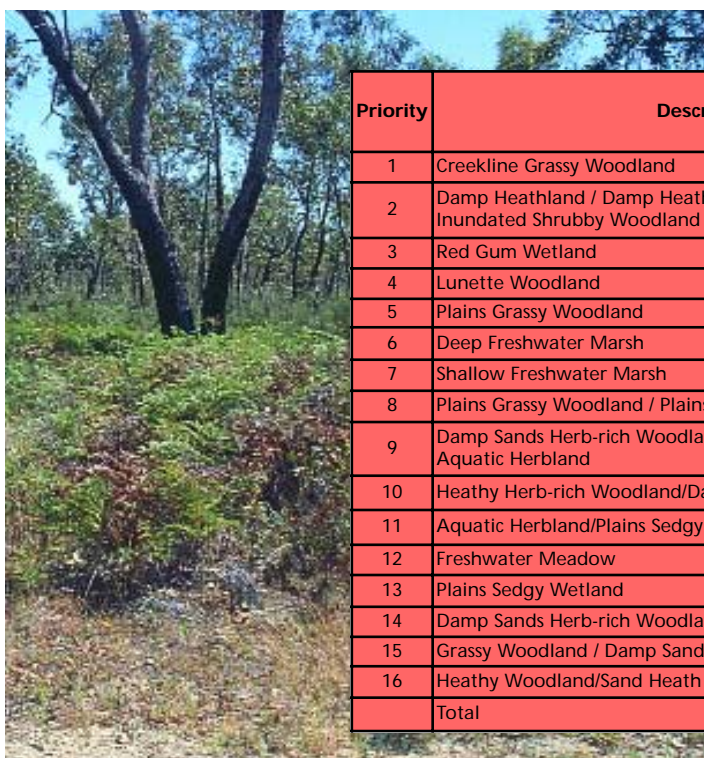 Priority
1 Creekline Grassy Woodland
2 Damp Heathland / Damp
Inundated Shrubby Woodland
3 Red Gum Wetland
4 Lunette Woodland
5 Plains Grassy Woodland
6 Deep Freshwater Marsh
7 Shallow Freshwater Marsh
8 Plains Grassy Woodland /
9 Damp Sands Herb-rich
Aquatic Herbland
10 Heathy Herb-rich
11 Aquatic Herbland/Plains Sedgy
12 Freshwater Meadow
13 Plains Sedgy Wetland
14 Damp Sands Herb-rich
15 Grassy Woodland / Damp
16 Heathy Woodland/Sand Heath
Total